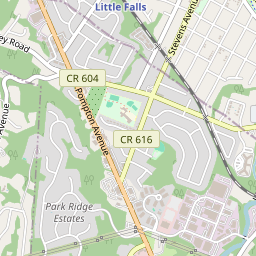 Little Falls
Stevens Avenue
ey Road
CR 604
Pompton Avenue
CR 616
Avenue
Park Ridge
Estates